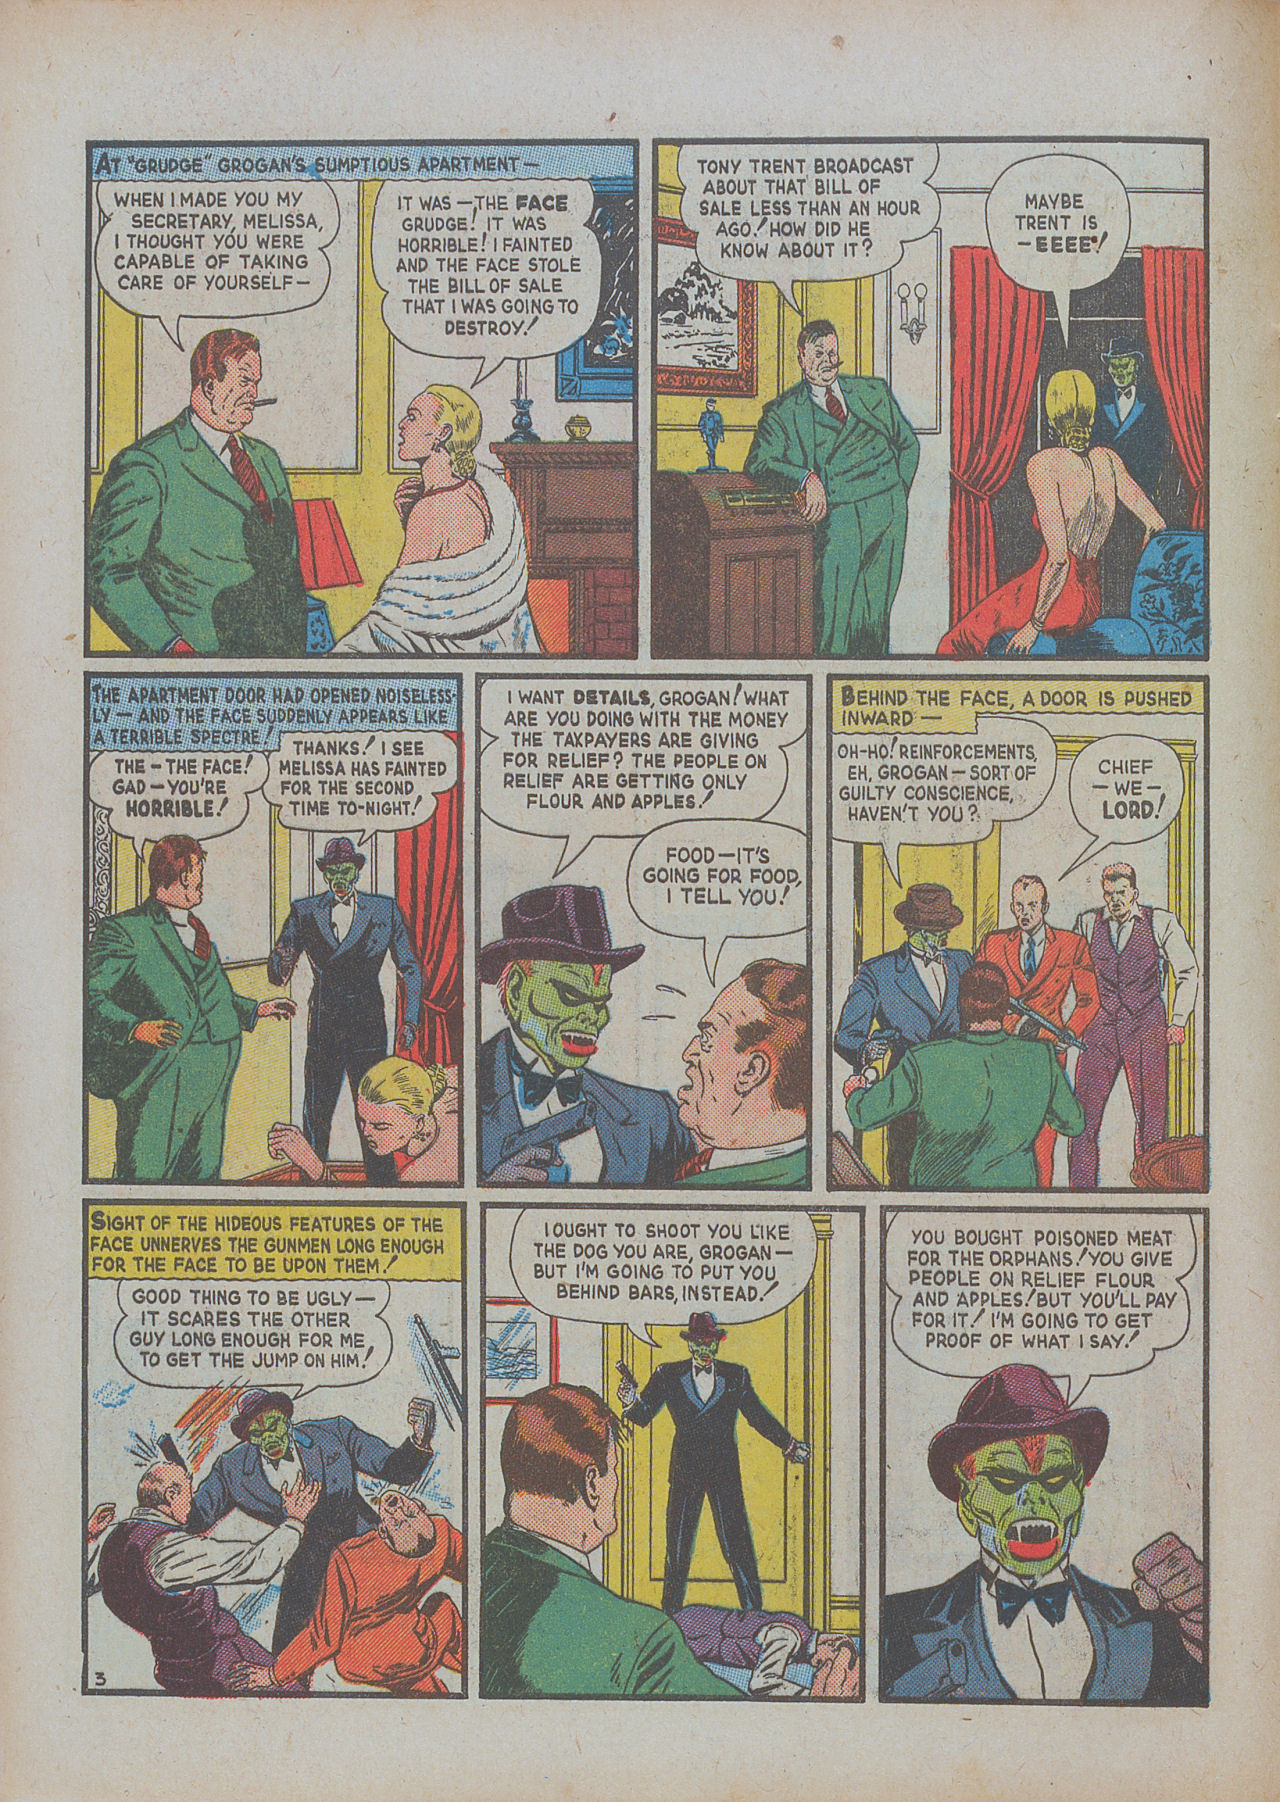 AT "GRUDGE" GROGAN'S SUMPTIOUS APARTMENT—
WHEN I MADE YOU MY
SECRETARY, MELISSA,
I THOUGHT YOU WERE
CAPABLE OF TAKING
CARE OF YOURSELF—
IT WAS—THE FACE
GRUDGE! IT WAS
HORRIBLE! I FAINTED
AND THE FACE STOLE
THE BILL OF SALE
THAT I WAS GOING TO
DESTROY!
TONY TRENT BROADCAST
ABOUT THAT BILL OF
SALE LESS THAN AN HOUR
AGO! HOW DID HE
KNOW ABOUT IT?
MAYBE
TRENT IS
—EEEE!
THE APARTMENT DOOR HAD OPENED NOISELESS-
LY—AND THE FACE SUDDENLY APPEARS LIKE
A TERRIBLE SPECTRE!
THE—THE FACE!
GAD—YOU'RE
HORRIBLE!
THANKS! I SEE
MELISSA HAS FAINTED
FOR THE SECOND
TIME TO-NIGHT!
I WANT DETAILS, GROGAN! WHAT
ARE YOU DOING WITH THE MONEY
THE TAXPAYERS ARE GIVING
FOR RELIEF? THE PEOPLE ON
RELIEF ARE GETTING ONLY
FLOUR AND APPLES!
FOOD—IT'S
GOING FOR FOOD,
I TELL YOU!
BEHIND THE FACE, A DOOR IS PUSHED
INWARD—
OH-HO! REINFORCEMENTS,
EH, GROGAN—SORT OF
GUILTY CONSCIENCE,
HAVEN'T YOU?
CHIEF
—WE—
LORD!
SIGHT OF THE HIDEOUS FEATURES OF THE
FACE UNNERVES THE GUNMEN LONG ENOUGH
FOR THE FACE TO BE UPON THEM!
GOOD THING TO BE UGLY—
IT SCARES THE OTHER
GUY LONG ENOUGH FOR ME
TO GET THE JUMP ON HIM!
3
I OUGHT TO SHOOT YOU LIKE
THE DOG YOU ARE, GROGAN—
BUT I'M GOING TO PUT YOU
BEHIND BARS, INSTEAD!
YOU BOUGHT POISONED MEAT
FOR THE ORPHANS! YOU GIVE
PEOPLE ON RELIEF FLOUR
AND APPLES! BUT YOU'LL PAY
FOR IT! I'M GOING TO GET
PROOF OF WHAT I SAY!